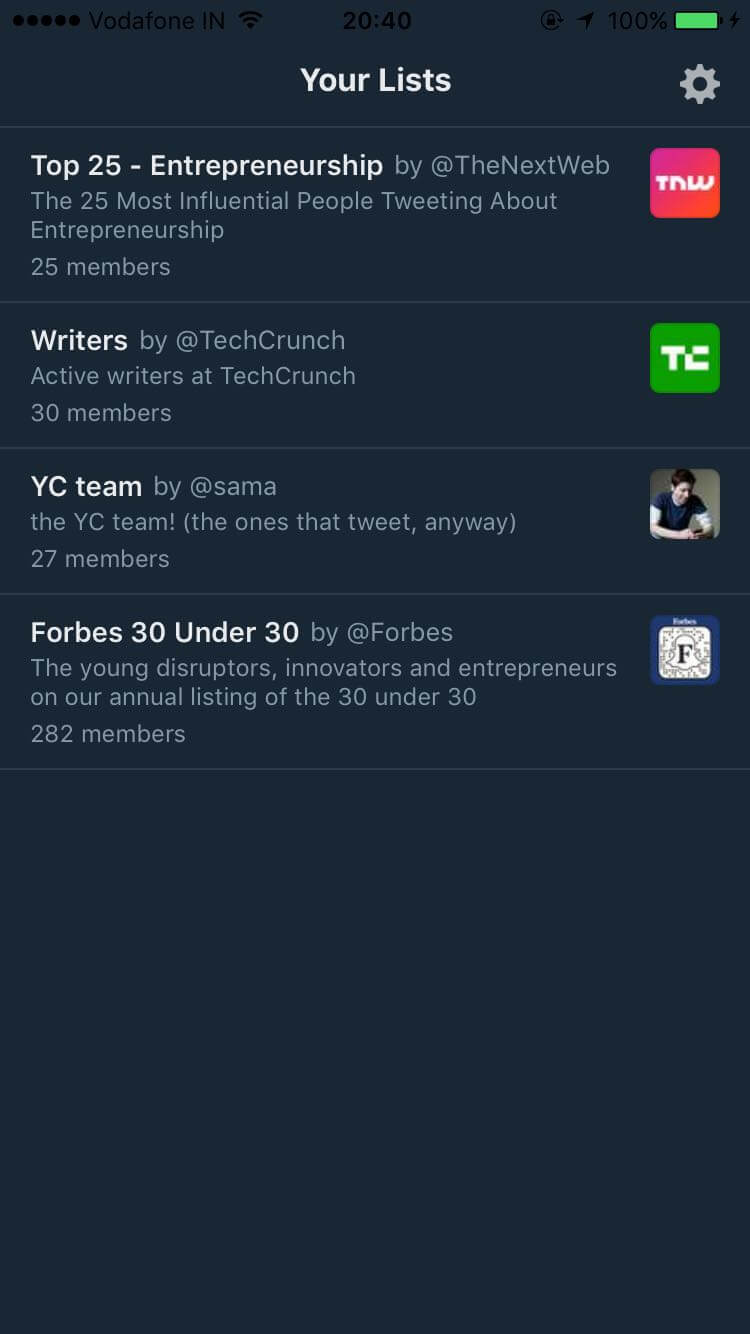 Vodafone IN 20:40 100%
Your Lists
Top 25 - Entrepreneurship by @TheNextWeb
The 25 Most Influential People Tweeting About
Entrepreneurship
25 members
TNW
Writers by @TechCrunch
Active writers at TechCrunch
30 members
TC
YC team by @sama
the YC team! (the ones that tweet, anyway)
27 members
Forbes 30 Under 30 by @Forbes
The young disruptors, innovators and entrepreneurs
on our annual listing of the 30 under 30
282 members
Forbes
F